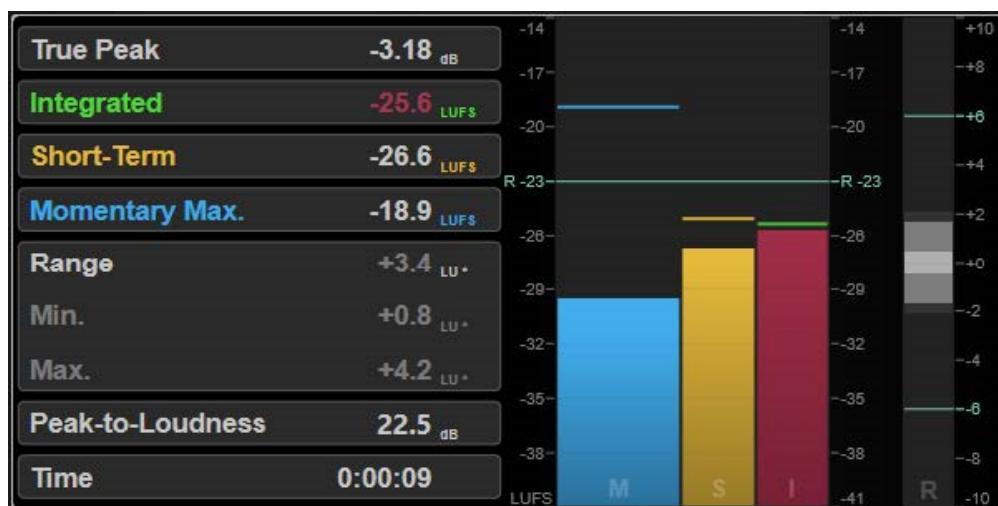 True Peak -3.18 dB
Integrated -25.6 LUFS
Short-Term -26.6 LUFS
Momentary Max. -18.9 LUFS
Range +3.4 LU*
Min. +0.8 LU*
Max. +4.2 LU*
Peak-to-Loudness 22.5 dB
Time 0:00:09
-14
-17
-20
R -23
-26
-29
-32
-35
-38
LUFS
M
S
I
-14
-17
-20
R -23
-26
-29
-32
-35
-38
-41
R
+10
+8
+6
+4
+2
+0
-2
-4
-6
-8
-10